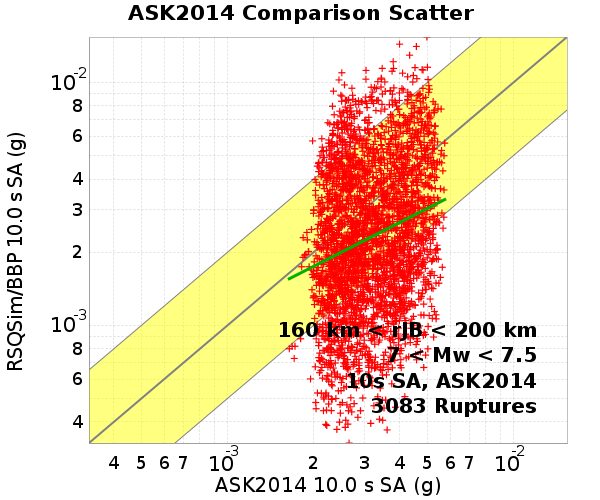 ASK2014 Comparison Scatter
RSQSim/BBP 10.0 s SA (g)
10-2
8
6
4
3
2
10-3
8
6
4
160 km < rJB < 200 km
7 < Mw < 7.5
10s SA, ASK2014
3083 Ruptures
4 5 6 7 10-3 2 3 4 5 6 7 10-2
ASK2014 10.0 s SA (g)